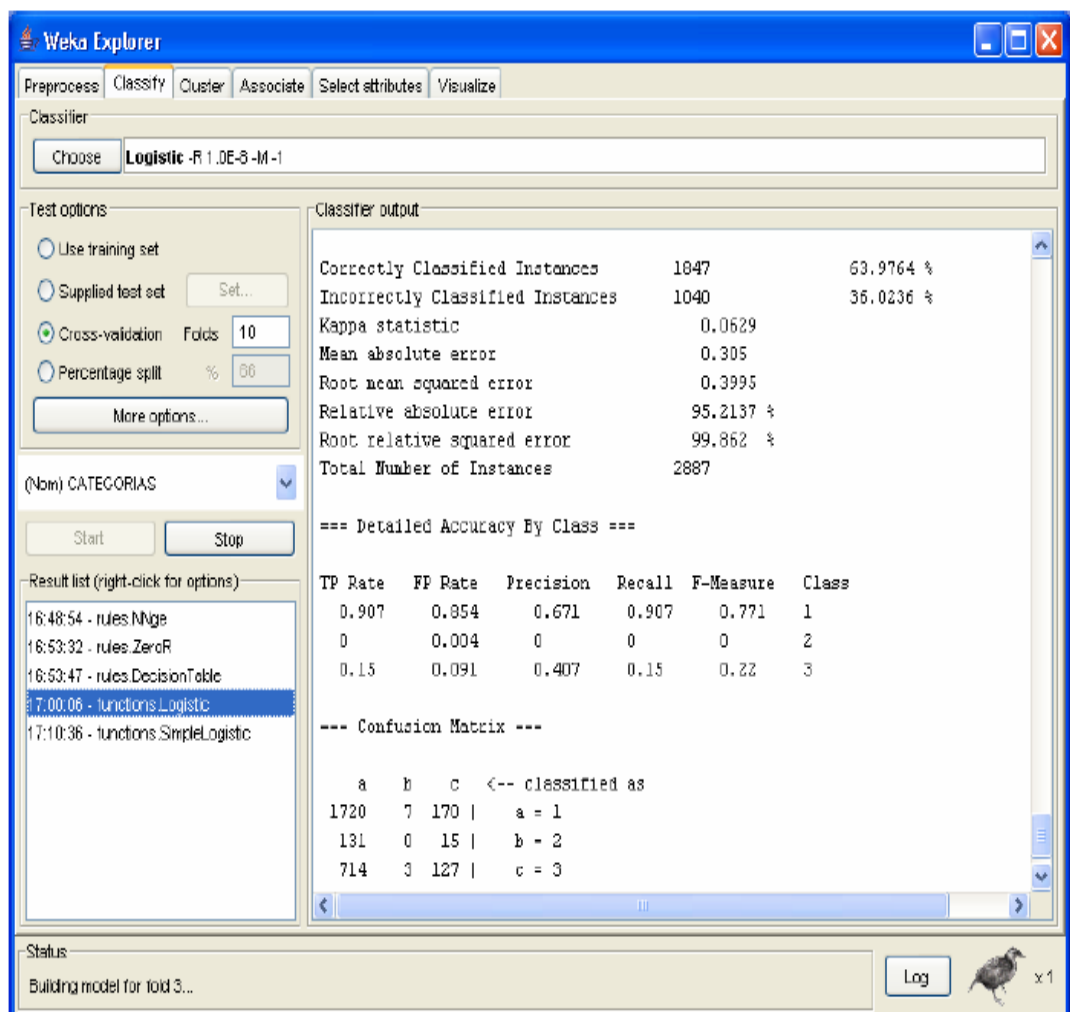 Weka Explorer
Preprocess Classify Cluster Associate Select attributes Visualize
Classifier
Choose Logistic -R 1.0E-8 -M -1
Test options
Use training set
Supplied test set Set...
Cross-validation Folds 10
Percentage split % 66
More options...
(Nom) CATEGORIAS
Start Stop
Result list (right-click for options)
16:48:54 - rules.NNge
16:53:32 - rules.ZeroR
16:53:47 - rules.DecisionTable
17:00:06 - functions.Logistic
17:10:36 - functions.SimpleLogistic
Classifier output
Correctly Classified Instances 1847 63.9764 %
Incorrectly Classified Instances 1040 36.0236 %
Kappa statistic 0.0629
Mean absolute error 0.305
Root mean squared error 0.3995
Relative absolute error 95.2137 %
Root relative squared error 99.862 %
Total Number of Instances 2887
=== Detailed Accuracy By Class ===
TP Rate FP Rate Precision Recall F-Measure Class
0.907 0.854 0.671 0.907 0.771 1
0 0.004 0 0 0 2
0.15 0.091 0.407 0.15 0.22 3
=== Confusion Matrix ===
a b c <-- classified as
1720 7 170 | a = 1
131 0 15 | b = 2
714 3 127 | c = 3
Status
Building model for fold 3...
Log x 1